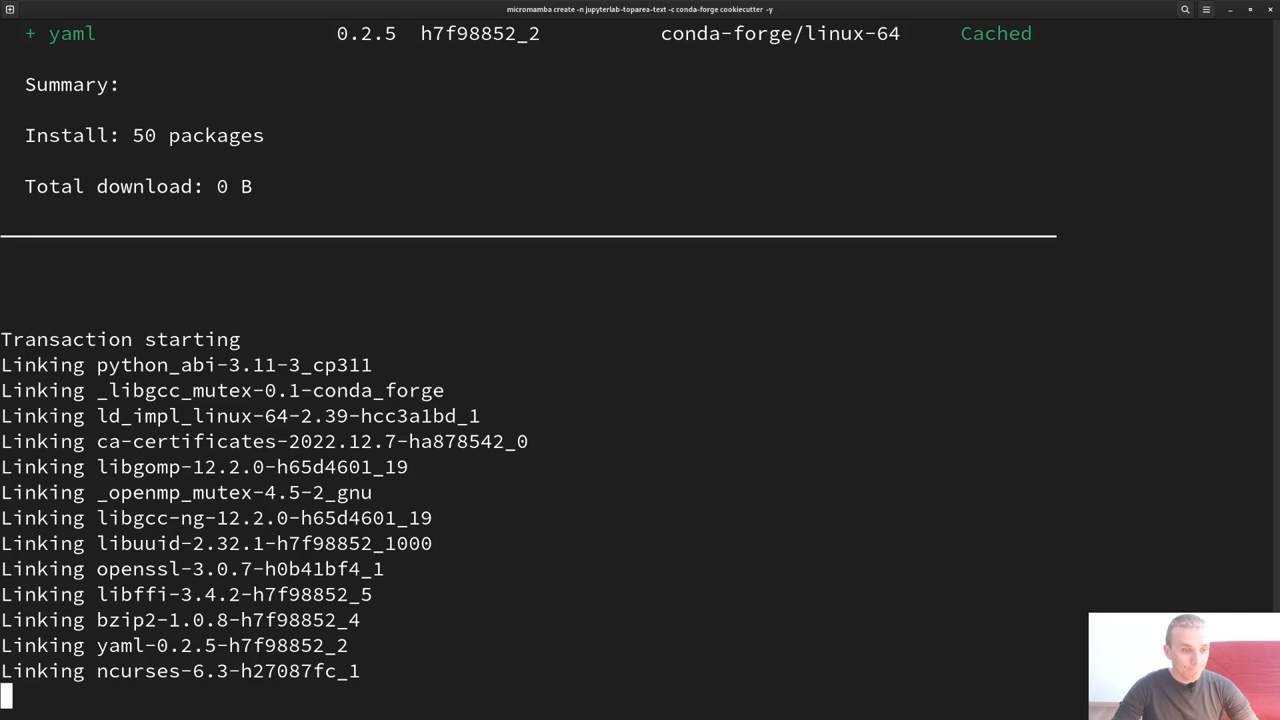 micromamba create -n jupyterlab-toparea-text -c conda-forge cookiecutter -y
+ yaml 0.2.5 h7f98852_2 conda-forge/linux-64 Cached
Summary:
Install: 50 packages
Total download: 0 B
Transaction starting
Linking python_abi-3.11-3_cp311
Linking _libgcc_mutex-0.1-conda_forge
Linking ld_impl_linux-64-2.39-hcc3a1bd_1
Linking ca-certificates-2022.12.7-ha878542_0
Linking libgomp-12.2.0-h65d4601_19
Linking _openmp_mutex-4.5-2_gnu
Linking libgcc-ng-12.2.0-h65d4601_19
Linking libuuid-2.32.1-h7f98852_1000
Linking openssl-3.0.7-h0b41bf4_1
Linking libffi-3.4.2-h7f98852_5
Linking bzip2-1.0.8-h7f98852_4
Linking yaml-0.2.5-h7f98852_2
Linking ncurses-6.3-h27087fc_1